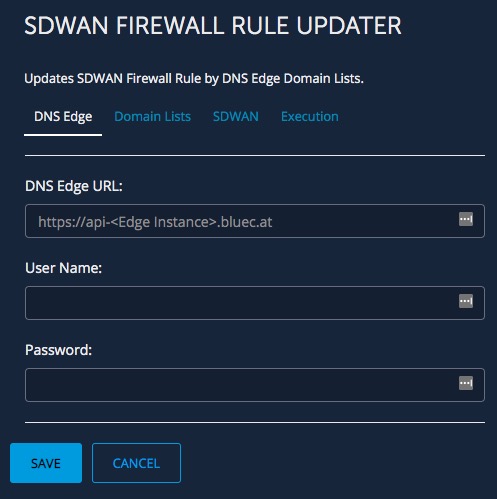 SDWAN FIREWALL RULE UPDATER
Updates SDWAN Firewall Rule by DNS Edge Domain Lists.
DNS Edge Domain Lists SDWAN Execution
DNS Edge URL:
https://api-<Edge Instance>.bluec.at
User Name:
Password:
SAVE CANCEL